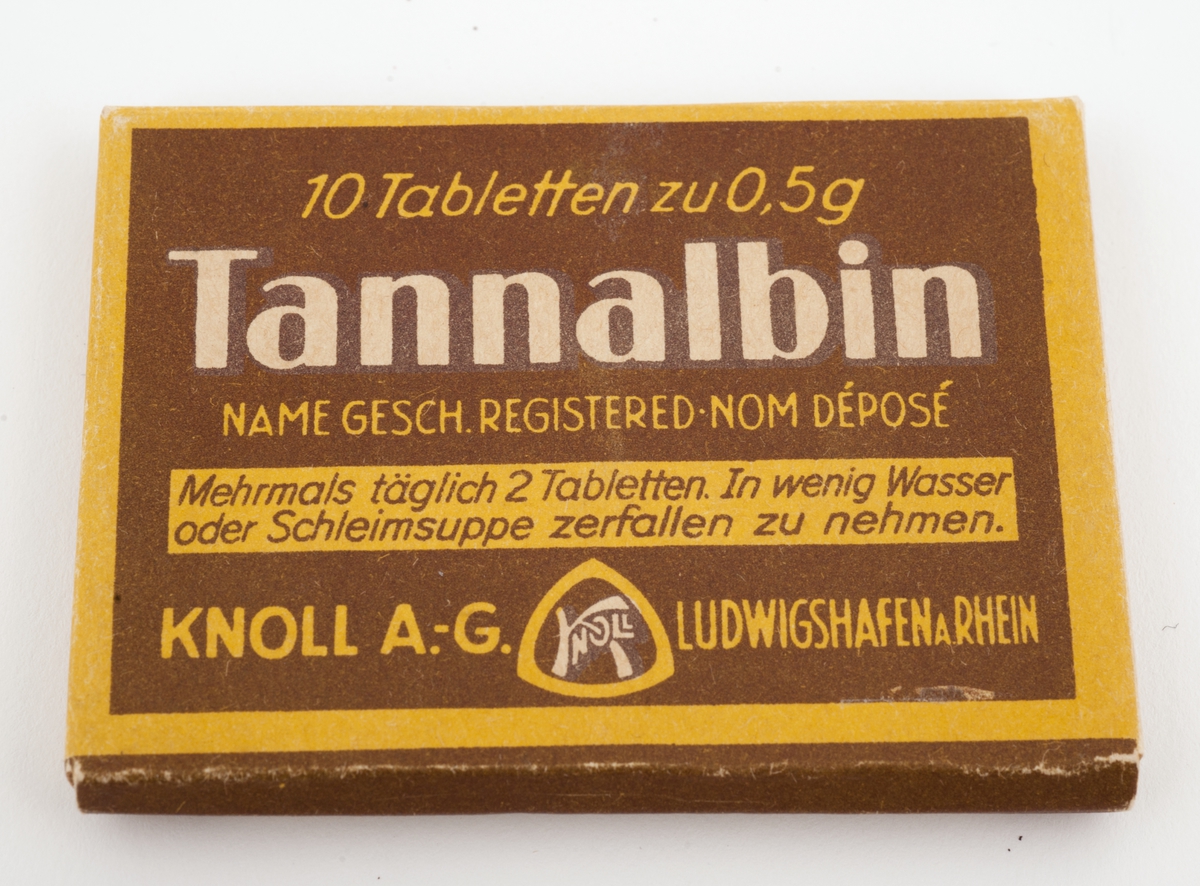 10 Tabletten zu 0,5g
Tannalbin
NAME GESCH. REGISTERED·NOM DÉPOSÉ
Mehrmals täglich 2 Tabletten. In wenig Wasser
oder Schleimsuppe zerfallen zu nehmen.
KNOLL A.-G. KNOLL LUDWIGSHAFEN A. RHEIN